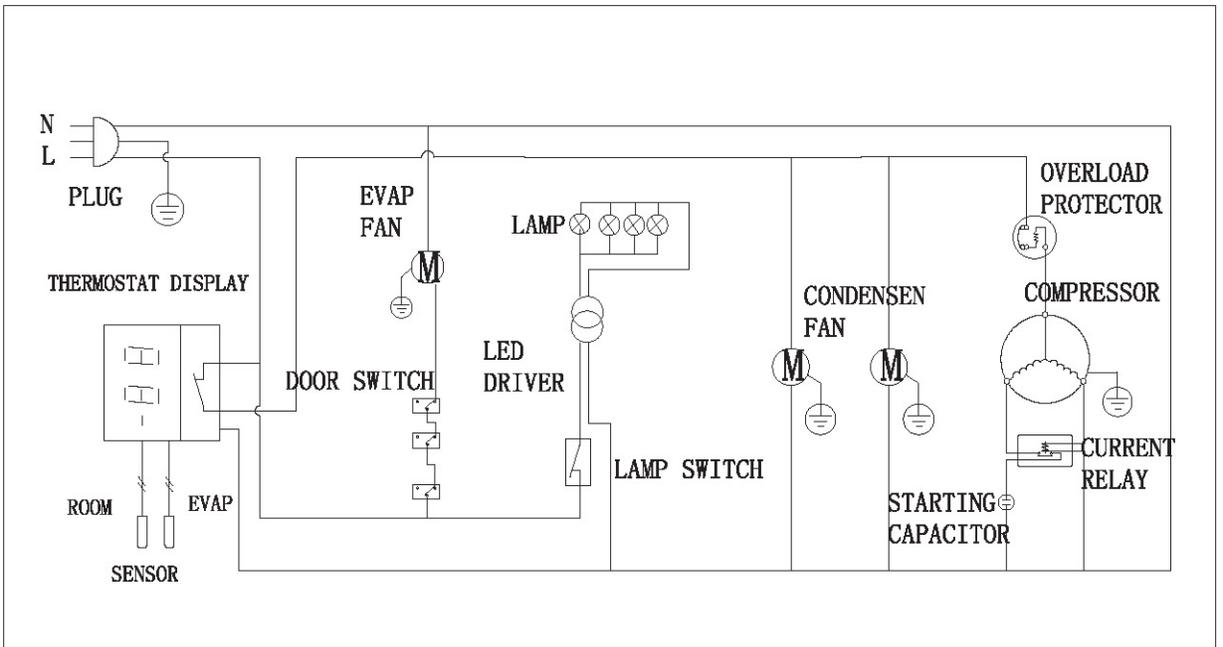 N
L
PLUG
EVAP
FAN
LAMP
OVERLOAD
PROTECTOR
THERMOSTAT DISPLAY
M
CONDENSEN
FAN
COMPRESSOR
LED
DRIVER
M
M
DOOR SWITCH
LAMP SWITCH
CURRENT
RELAY
ROOM
EVAP
STARTING
CAPACITOR
SENSOR